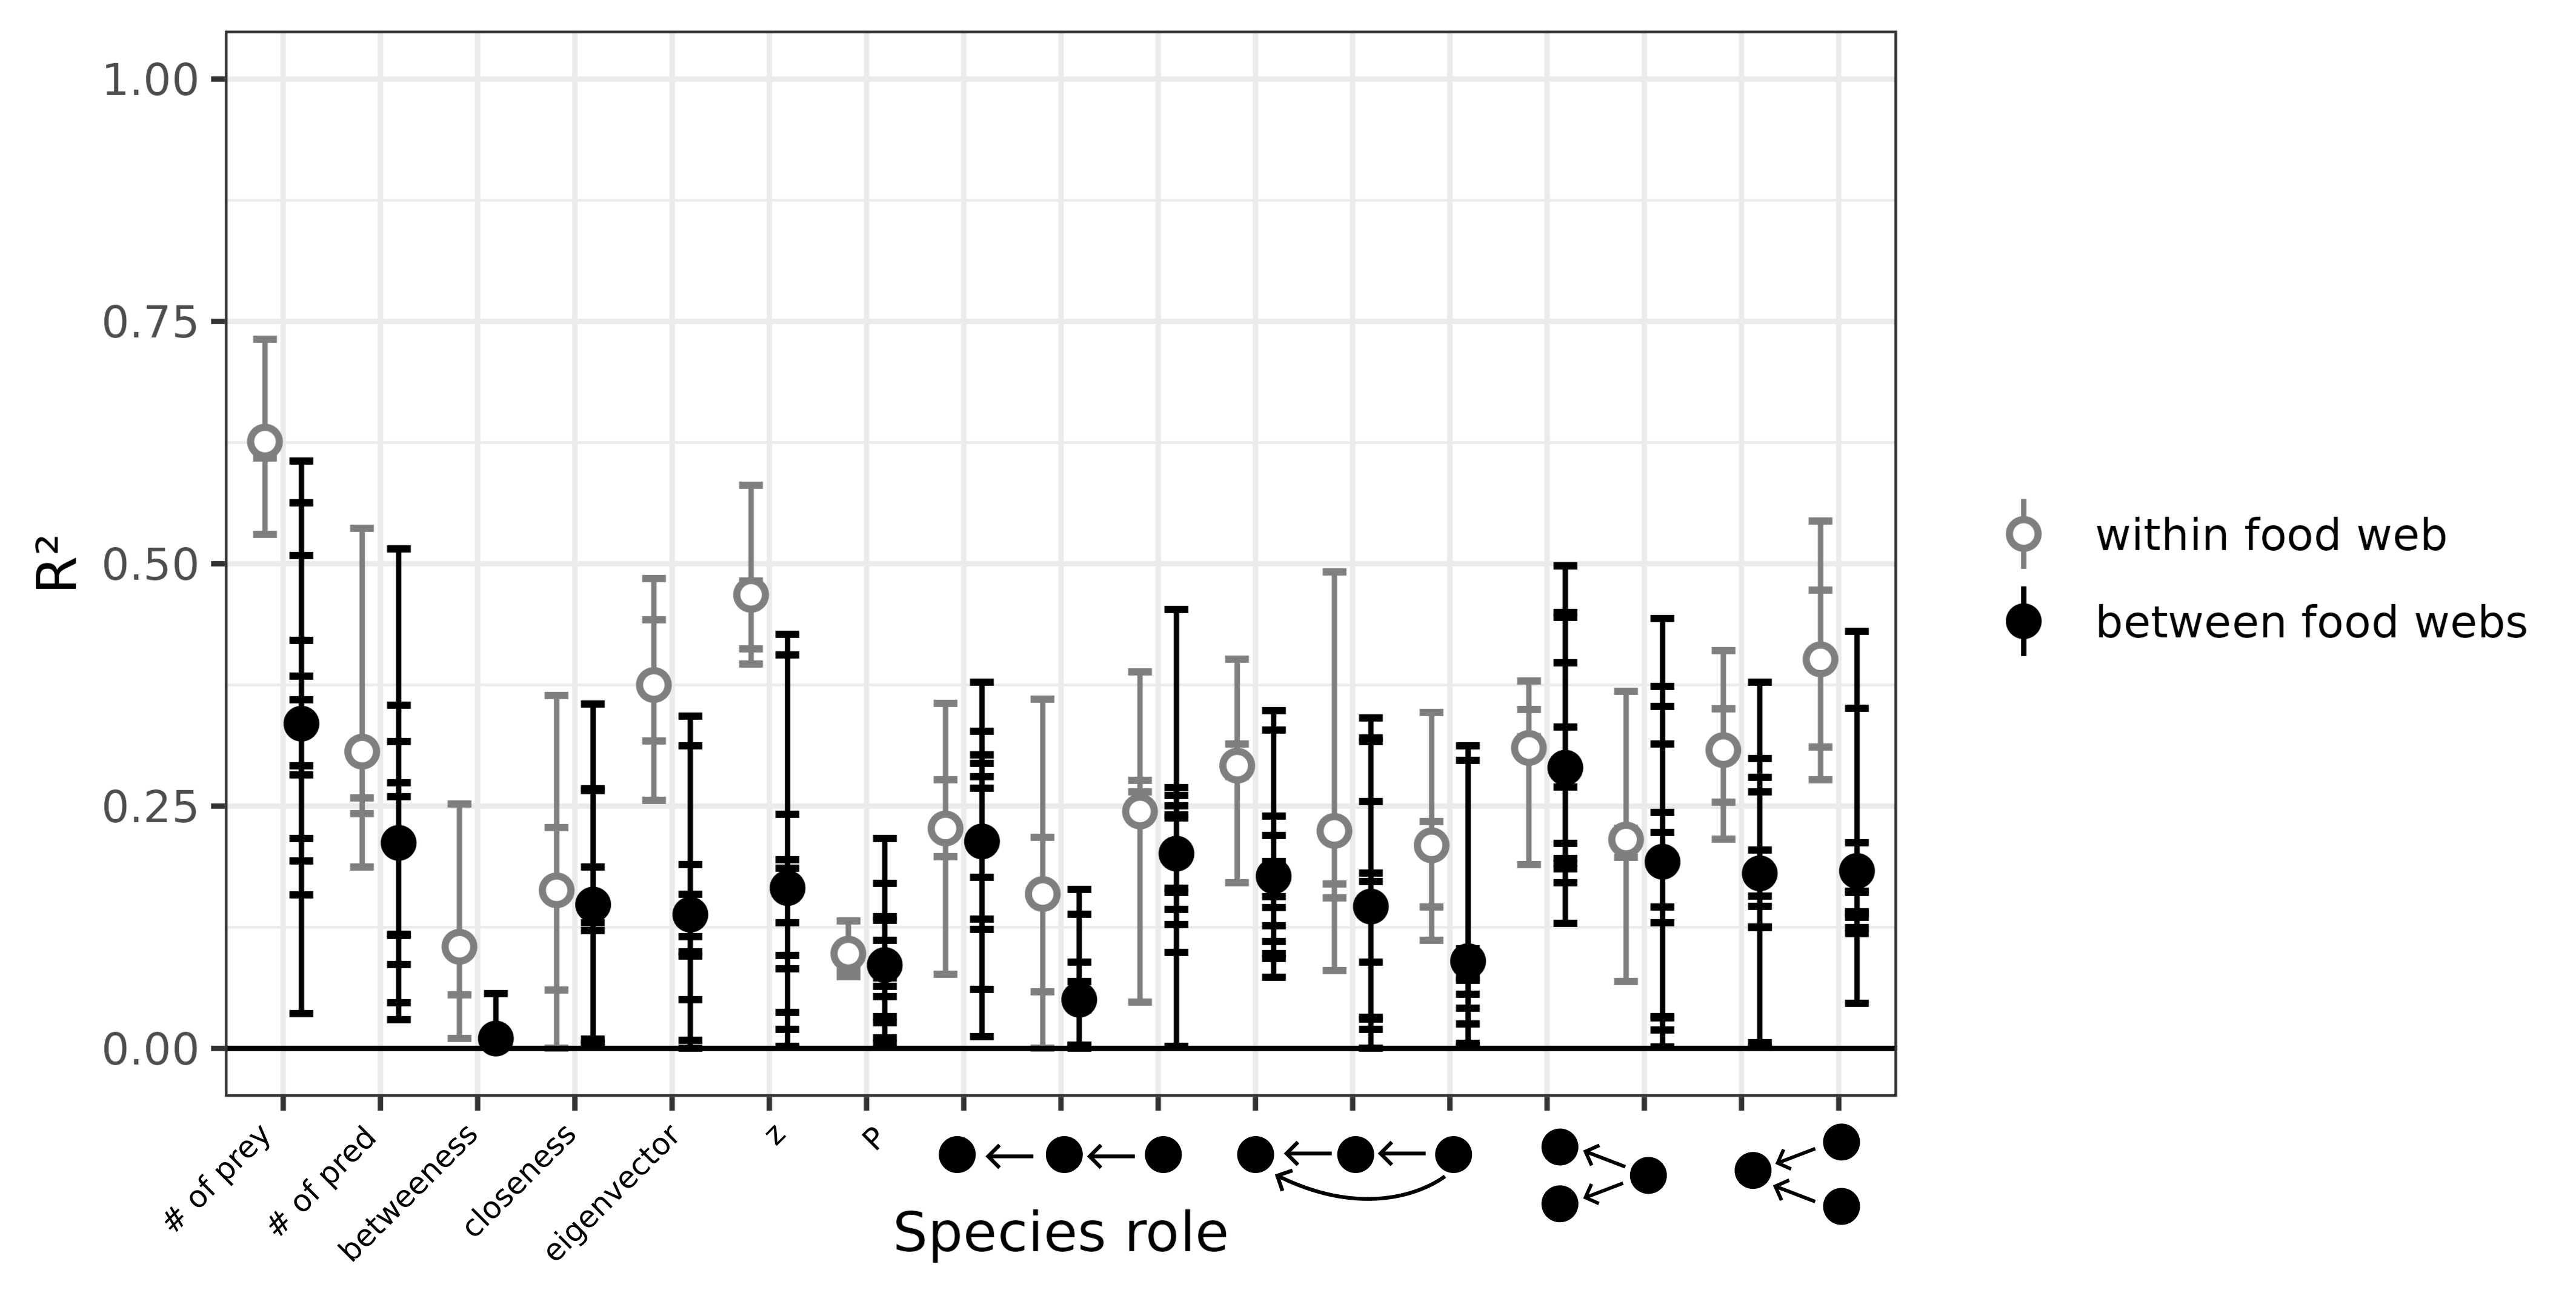 1.00
0.75
0.50
0.25
0.00
R²
# of prey
# of pred
betweeness
closeness
eigenvector
z
P
Species role
within food web
between food webs